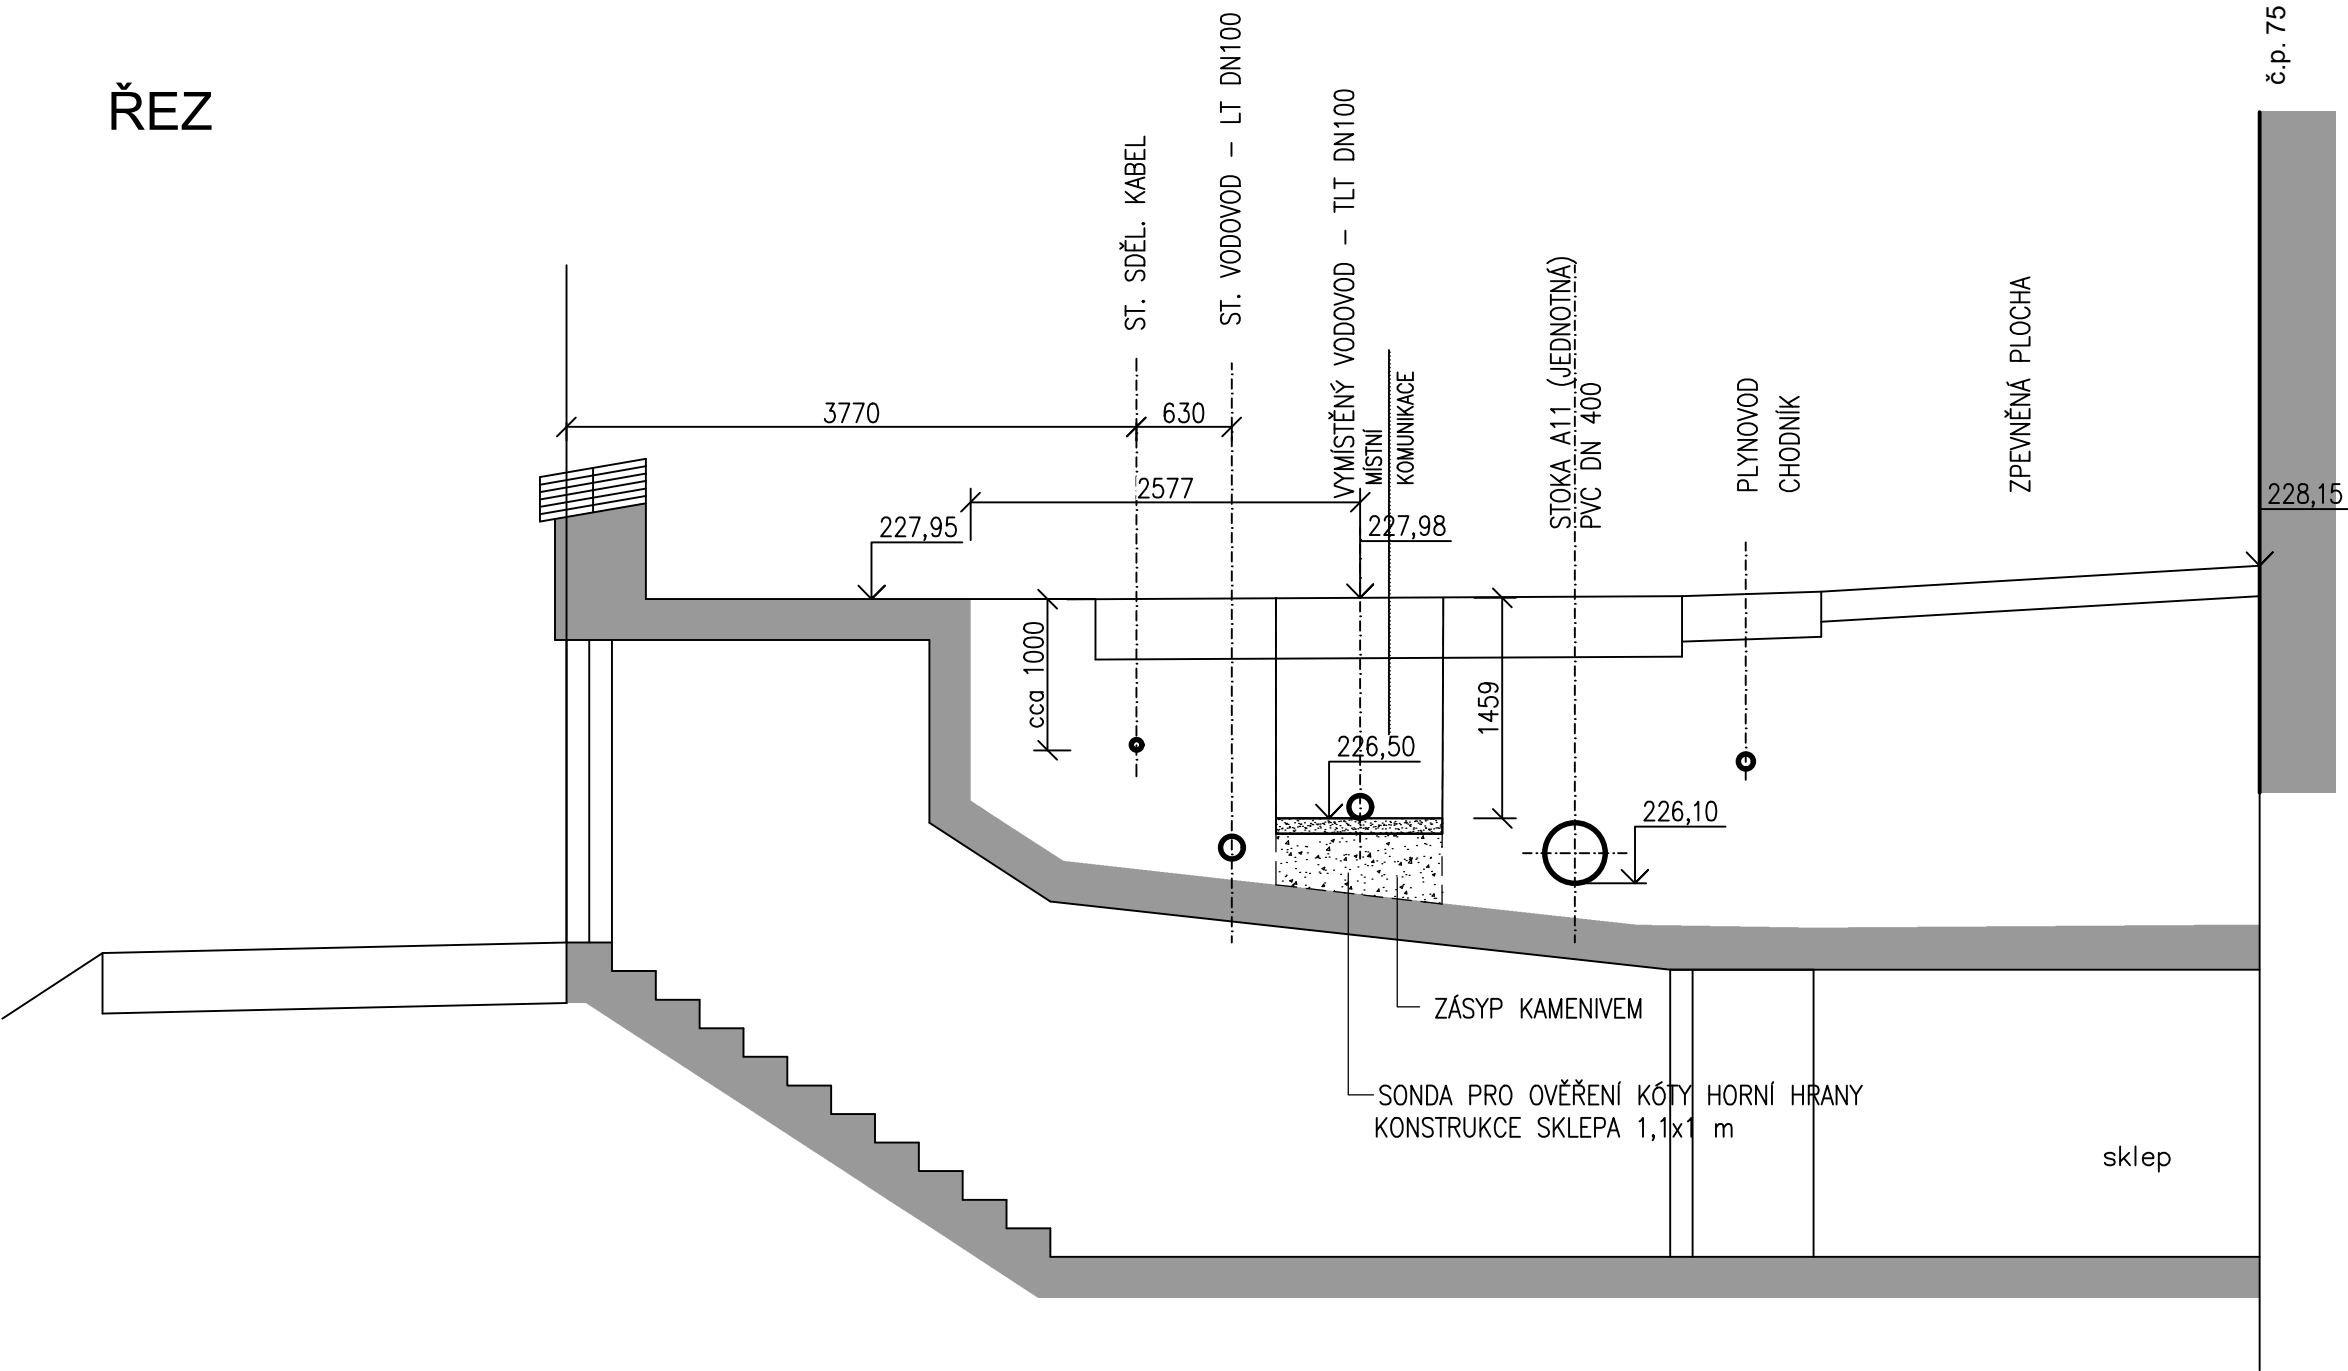 ŘEZ
č.p. 75
ST. SDĚL. KABEL
ST. VODOVOD - LT DN100
VYMÍSTĚNÝ VODOVOD - TLT DN100
MÍSTNÍ
KOMUNIKACE
STOKA A11 (JEDNOTNÁ)
PVC DN 400
PLYNOVOD
CHODNÍK
ZPEVNĚNÁ PLOCHA
3770
630
2577
227,95
227,98
228,15
cca 1000
1459
226,50
226,10
ZÁSYP KAMENIVEM
SONDA PRO OVĚŘENÍ KÓTY HORNÍ HRANY
KONSTRUKCE SKLEPA 1,1x1 m
sklep